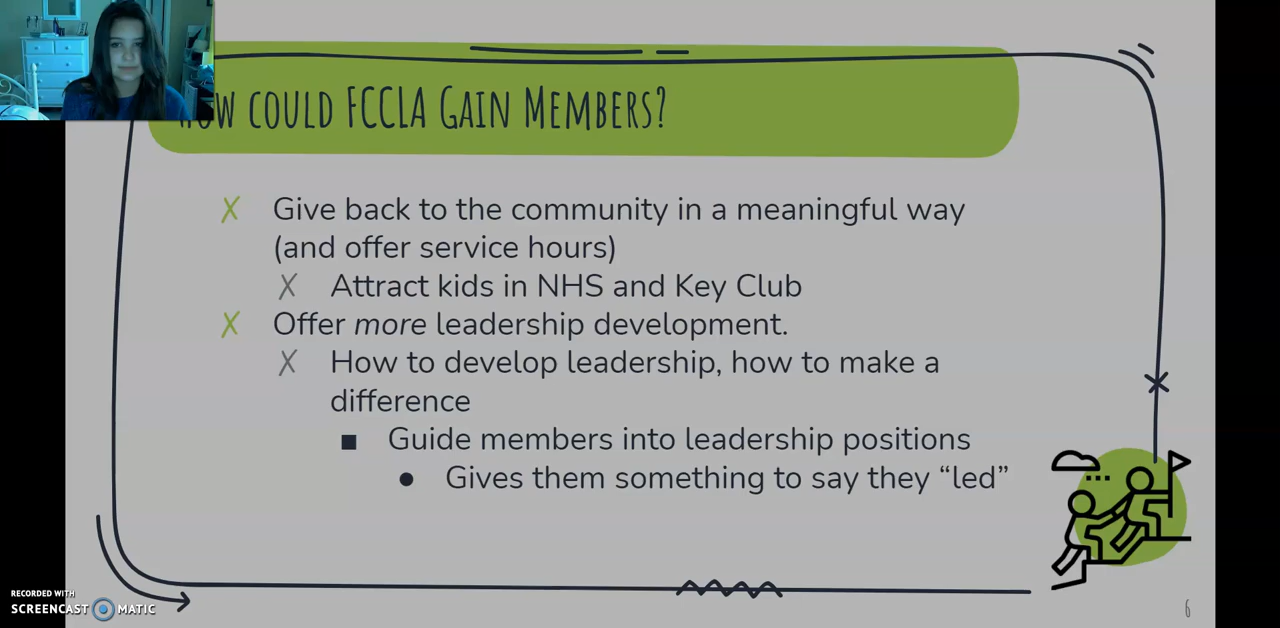 ow could FCCLA Gain Members?
X Give back to the community in a meaningful way
(and offer service hours)
X Attract kids in NHS and Key Club
X Offer more leadership development.
X How to develop leadership, how to make a
difference
■ Guide members into leadership positions
● Gives them something to say they “led”
RECORDED WITH
SCREENCAST MATIC
6